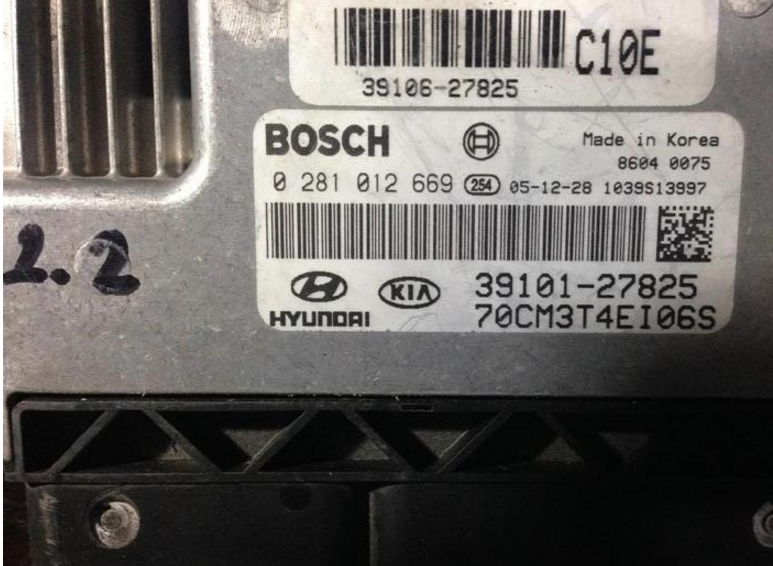 C10E
39106-27825
BOSCH
Made in Korea
8604 0075
0 281 012 669 254 05-12-28 1039S13997
2.2
HYUNDAI KIA 39101-27825
70CM3T4EI06S